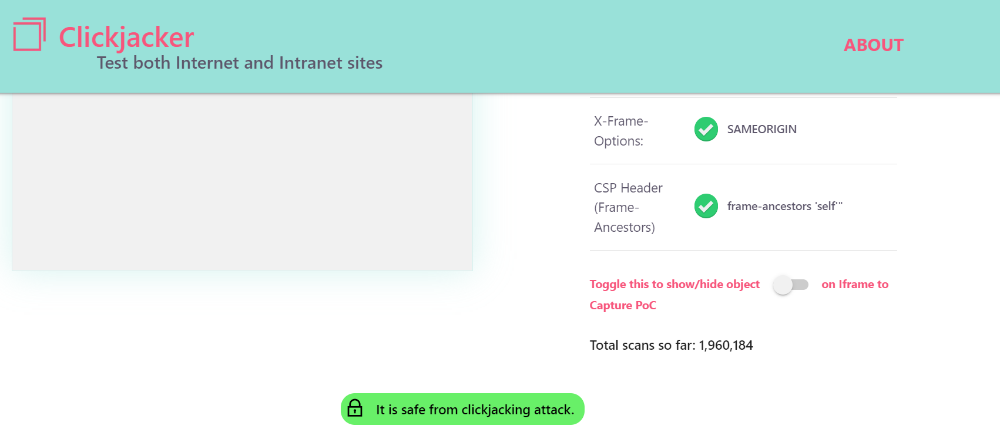 Clickjacker
Test both Internet and Intranet sites
ABOUT
X-Frame-
Options:
SAMEORIGIN
CSP Header
(Frame-
Ancestors)
frame-ancestors 'self'"
Toggle this to show/hide object on Iframe to
Capture PoC
Total scans so far: 1,960,184
It is safe from clickjacking attack.